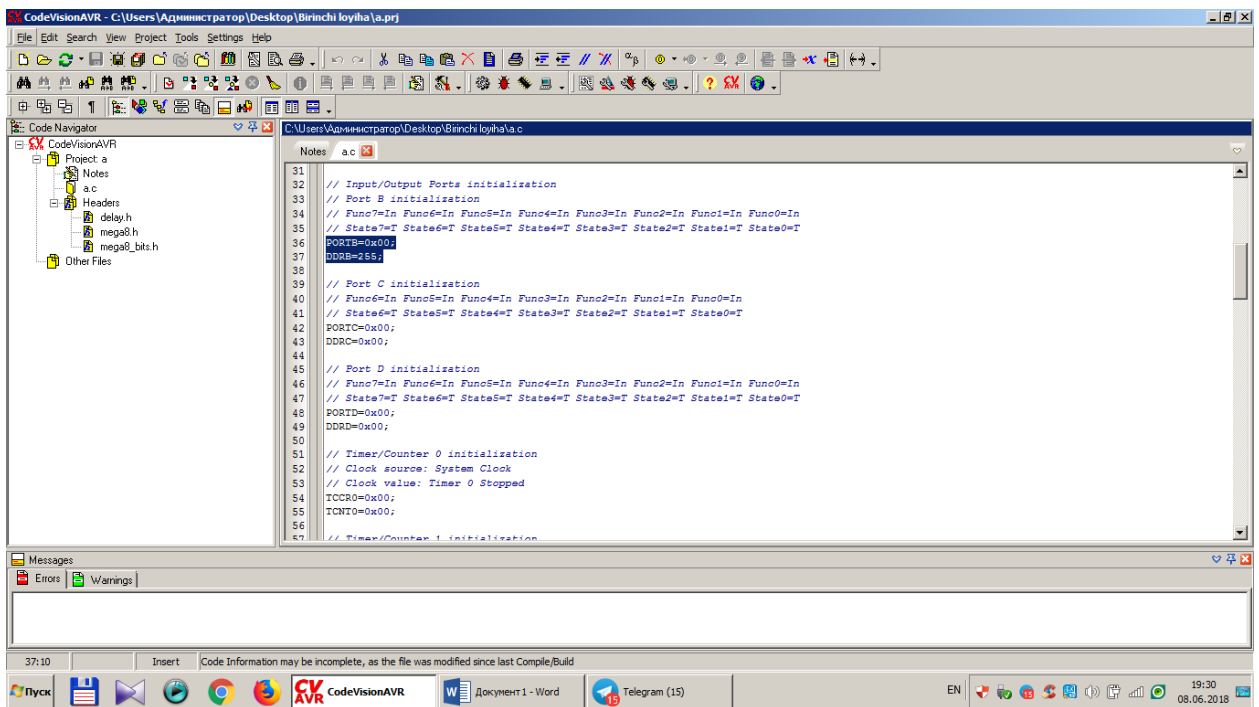 CodeVisionAVR - C:\Users\Администратор\Desktop\Birinchi loyiha\a.prj
File Edit Search View Project Tools Settings Help
Code Navigator
CodeVisionAVR
Project: a
Notes
a.c
Headers
delay.h
mega8.h
mega8_bits.h
Other Files
C:\Users\Администратор\Desktop\Birinchi loyiha\a.c
Notes a.c
31
32 // Input/Output Ports initialization
33 // Port B initialization
34 // Func7=In Func6=In Func5=In Func4=In Func3=In Func2=In Func1=In Func0=In
35 // State7=T State6=T State5=T State4=T State3=T State2=T State1=T State0=T
36 PORTB=0x00;
37 DDRB=255;
38
39 // Port C initialization
40 // Func6=In Func5=In Func4=In Func3=In Func2=In Func1=In Func0=In
41 // State6=T State5=T State4=T State3=T State2=T State1=T State0=T
42 PORTC=0x00;
43 DDRC=0x00;
44
45 // Port D initialization
46 // Func7=In Func6=In Func5=In Func4=In Func3=In Func2=In Func1=In Func0=In
47 // State7=T State6=T State5=T State4=T State3=T State2=T State1=T State0=T
48 PORTD=0x00;
49 DDRD=0x00;
50
51 // Timer/Counter 0 initialization
52 // Clock source: System Clock
53 // Clock value: Timer 0 Stopped
54 TCCR0=0x00;
55 TCNT0=0x00;
56
57 // Timer/Counter 1 initialization
Messages
Errors Warnings
37:10 Insert Code Information may be incomplete, as the file was modified since last Compile/Build
Пуск CodeVisionAVR Документ1 - Word Telegram (15) EN 19:30
08.06.2018